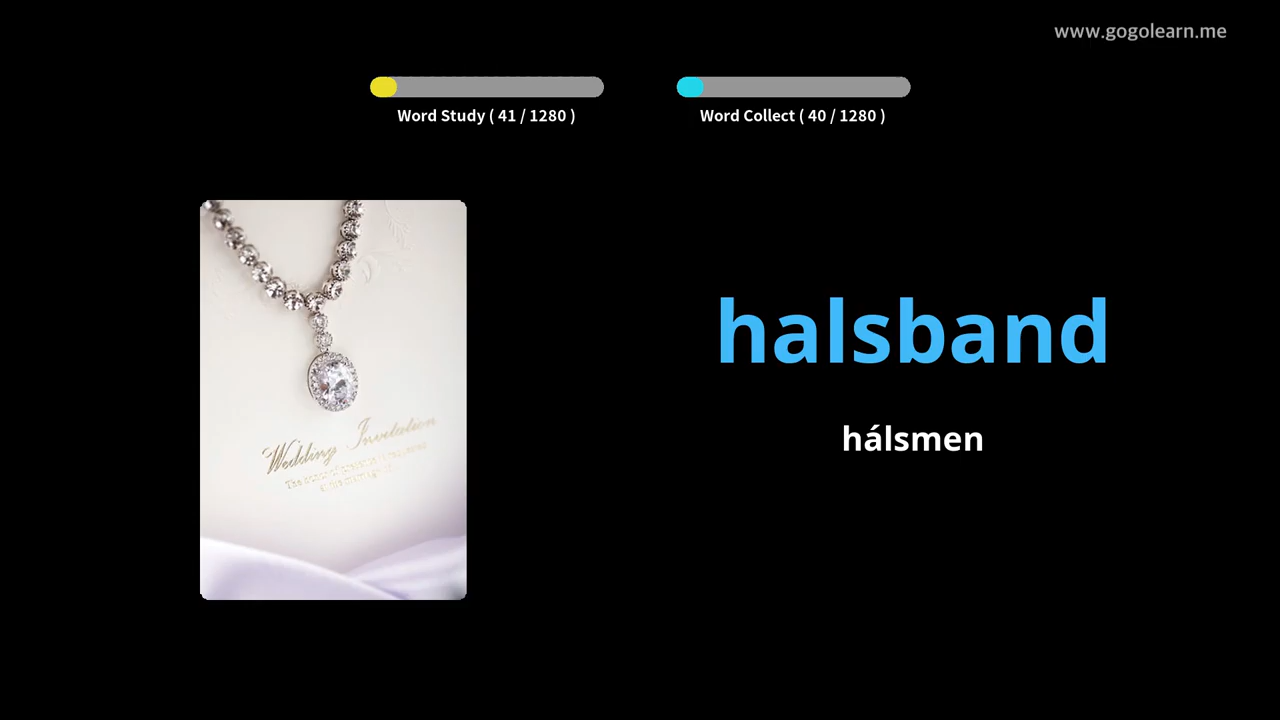 www.gogolearn.me
Word Study ( 41 / 1280 )
Word Collect ( 40 / 1280 )
halsband
hálsmen
Wedding Invitation